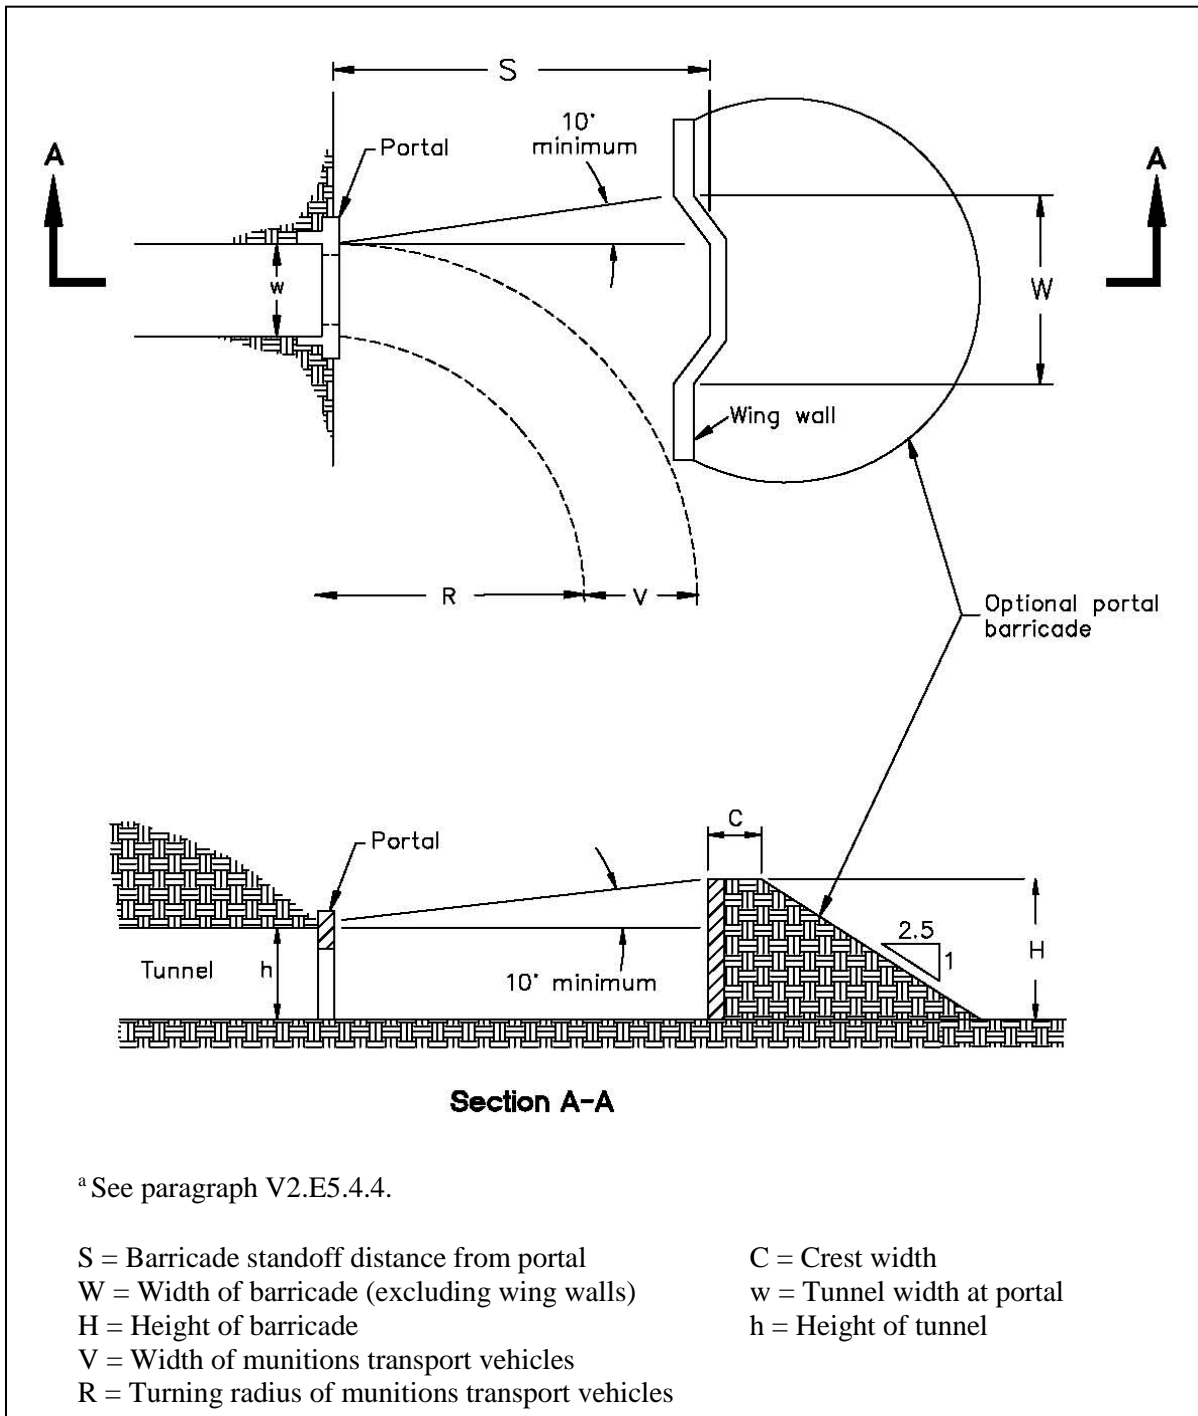 S
10°
minimum
Portal
A
A
w
W
Wing wall
R
V
Optional portal
barricade
C
Portal
2.5
1
H
Tunnel
h
10° minimum
Section A-A
a See paragraph V2.E5.4.4.
S = Barricade standoff distance from portal
C = Crest width
W = Width of barricade (excluding wing walls)
w = Tunnel width at portal
H = Height of barricade
h = Height of tunnel
V = Width of munitions transport vehicles
R = Turning radius of munitions transport vehicles